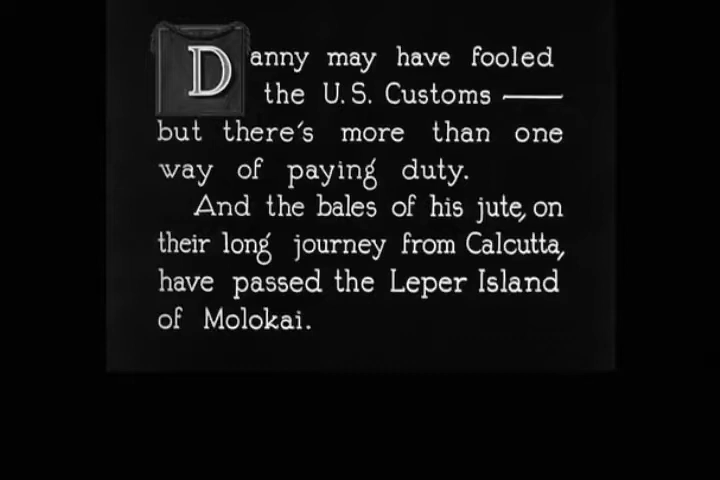 Danny may have fooled
the U.S. Customs —
but there's more than one
way of paying duty.
And the bales of his jute, on
their long journey from Calcutta,
have passed the Leper Island
of Molokai.